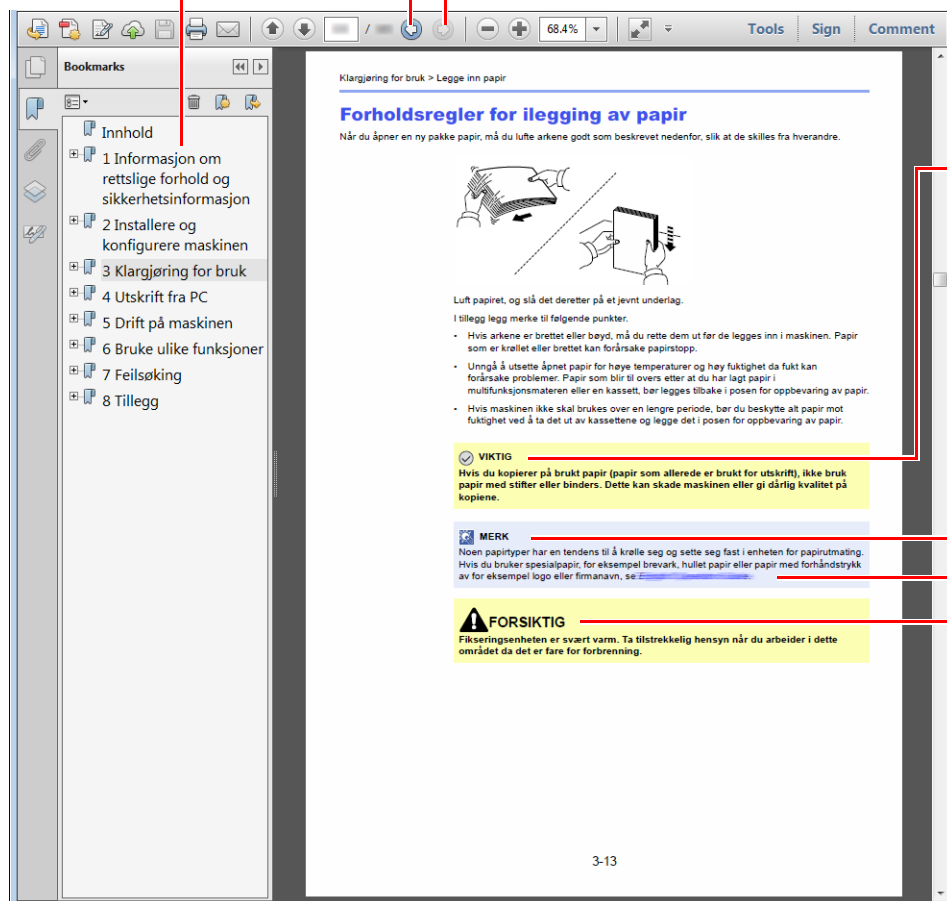 /
68.4%
Tools
Sign
Comment
Bookmarks
Innhold
1 Informasjon om
rettslige forhold og
sikkerhetsinformasjon
2 Installere og
konfigurere maskinen
3 Klargjøring for bruk
4 Utskrift fra PC
5 Drift på maskinen
6 Bruke ulike funksjoner
7 Feilsøking
8 Tillegg
Klargjøring for bruk > Legge inn papir
Forholdsregler for ilegging av papir
Når du åpner en ny pakke papir, må du lufte arkene godt som beskrevet nedenfor, slik at de skilles fra hverandre.
Luft papiret, og slå det deretter på et jevnt underlag.
I tillegg legg merke til følgende punkter.
• Hvis arkene er brettet eller bøyd, må du rette dem ut før de legges inn i maskinen. Papir
som er krøllet eller brettet kan forårsake papirstopp.
• Unngå å utsette åpnet papir for høye temperaturer og høy fuktighet da fukt kan
forårsake problemer. Papir som blir til overs etter at du har lagt papir i
multifunksjonsmateren eller en kassett, bør legges tilbake i posen for oppbevaring av papir.
• Hvis maskinen ikke skal brukes over en lengre periode, bør du beskytte alt papir mot
fuktighet ved å ta det ut av kassettene og legge det i posen for oppbevaring av papir.
VIKTIG
Hvis du kopierer på brukt papir (papir som allerede er brukt for utskrift), ikke bruk
papir med stifter eller binders. Dette kan skade maskinen eller gi dårlig kvalitet på
kopiene.
MERK
Noen papirtyper har en tendens til å krølle seg og sette seg fast i enheten for papirutmating.
Hvis du bruker spesialpapir, for eksempel brevark, hullet papir eller papir med forhåndstrykk
av for eksempel logo eller firmanavn, se
FORSIKTIG
Fikseringsenheten er svært varm. Ta tilstrekkelig hensyn når du arbeider i dette
området da det er fare for forbrenning.
3-13